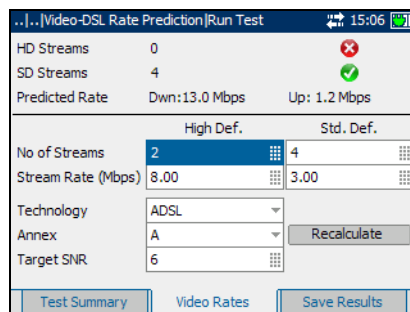 ..|..|Video-DSL Rate Prediction|Run Test 15:06
HD Streams 0
SD Streams 4
Predicted Rate Dwn:13.0 Mbps Up: 1.2 Mbps
High Def. Std. Def.
No of Streams 2 4
Stream Rate (Mbps) 8.00 3.00
Technology ADSL
Annex A Recalculate
Target SNR 6
Test Summary Video Rates Save Results